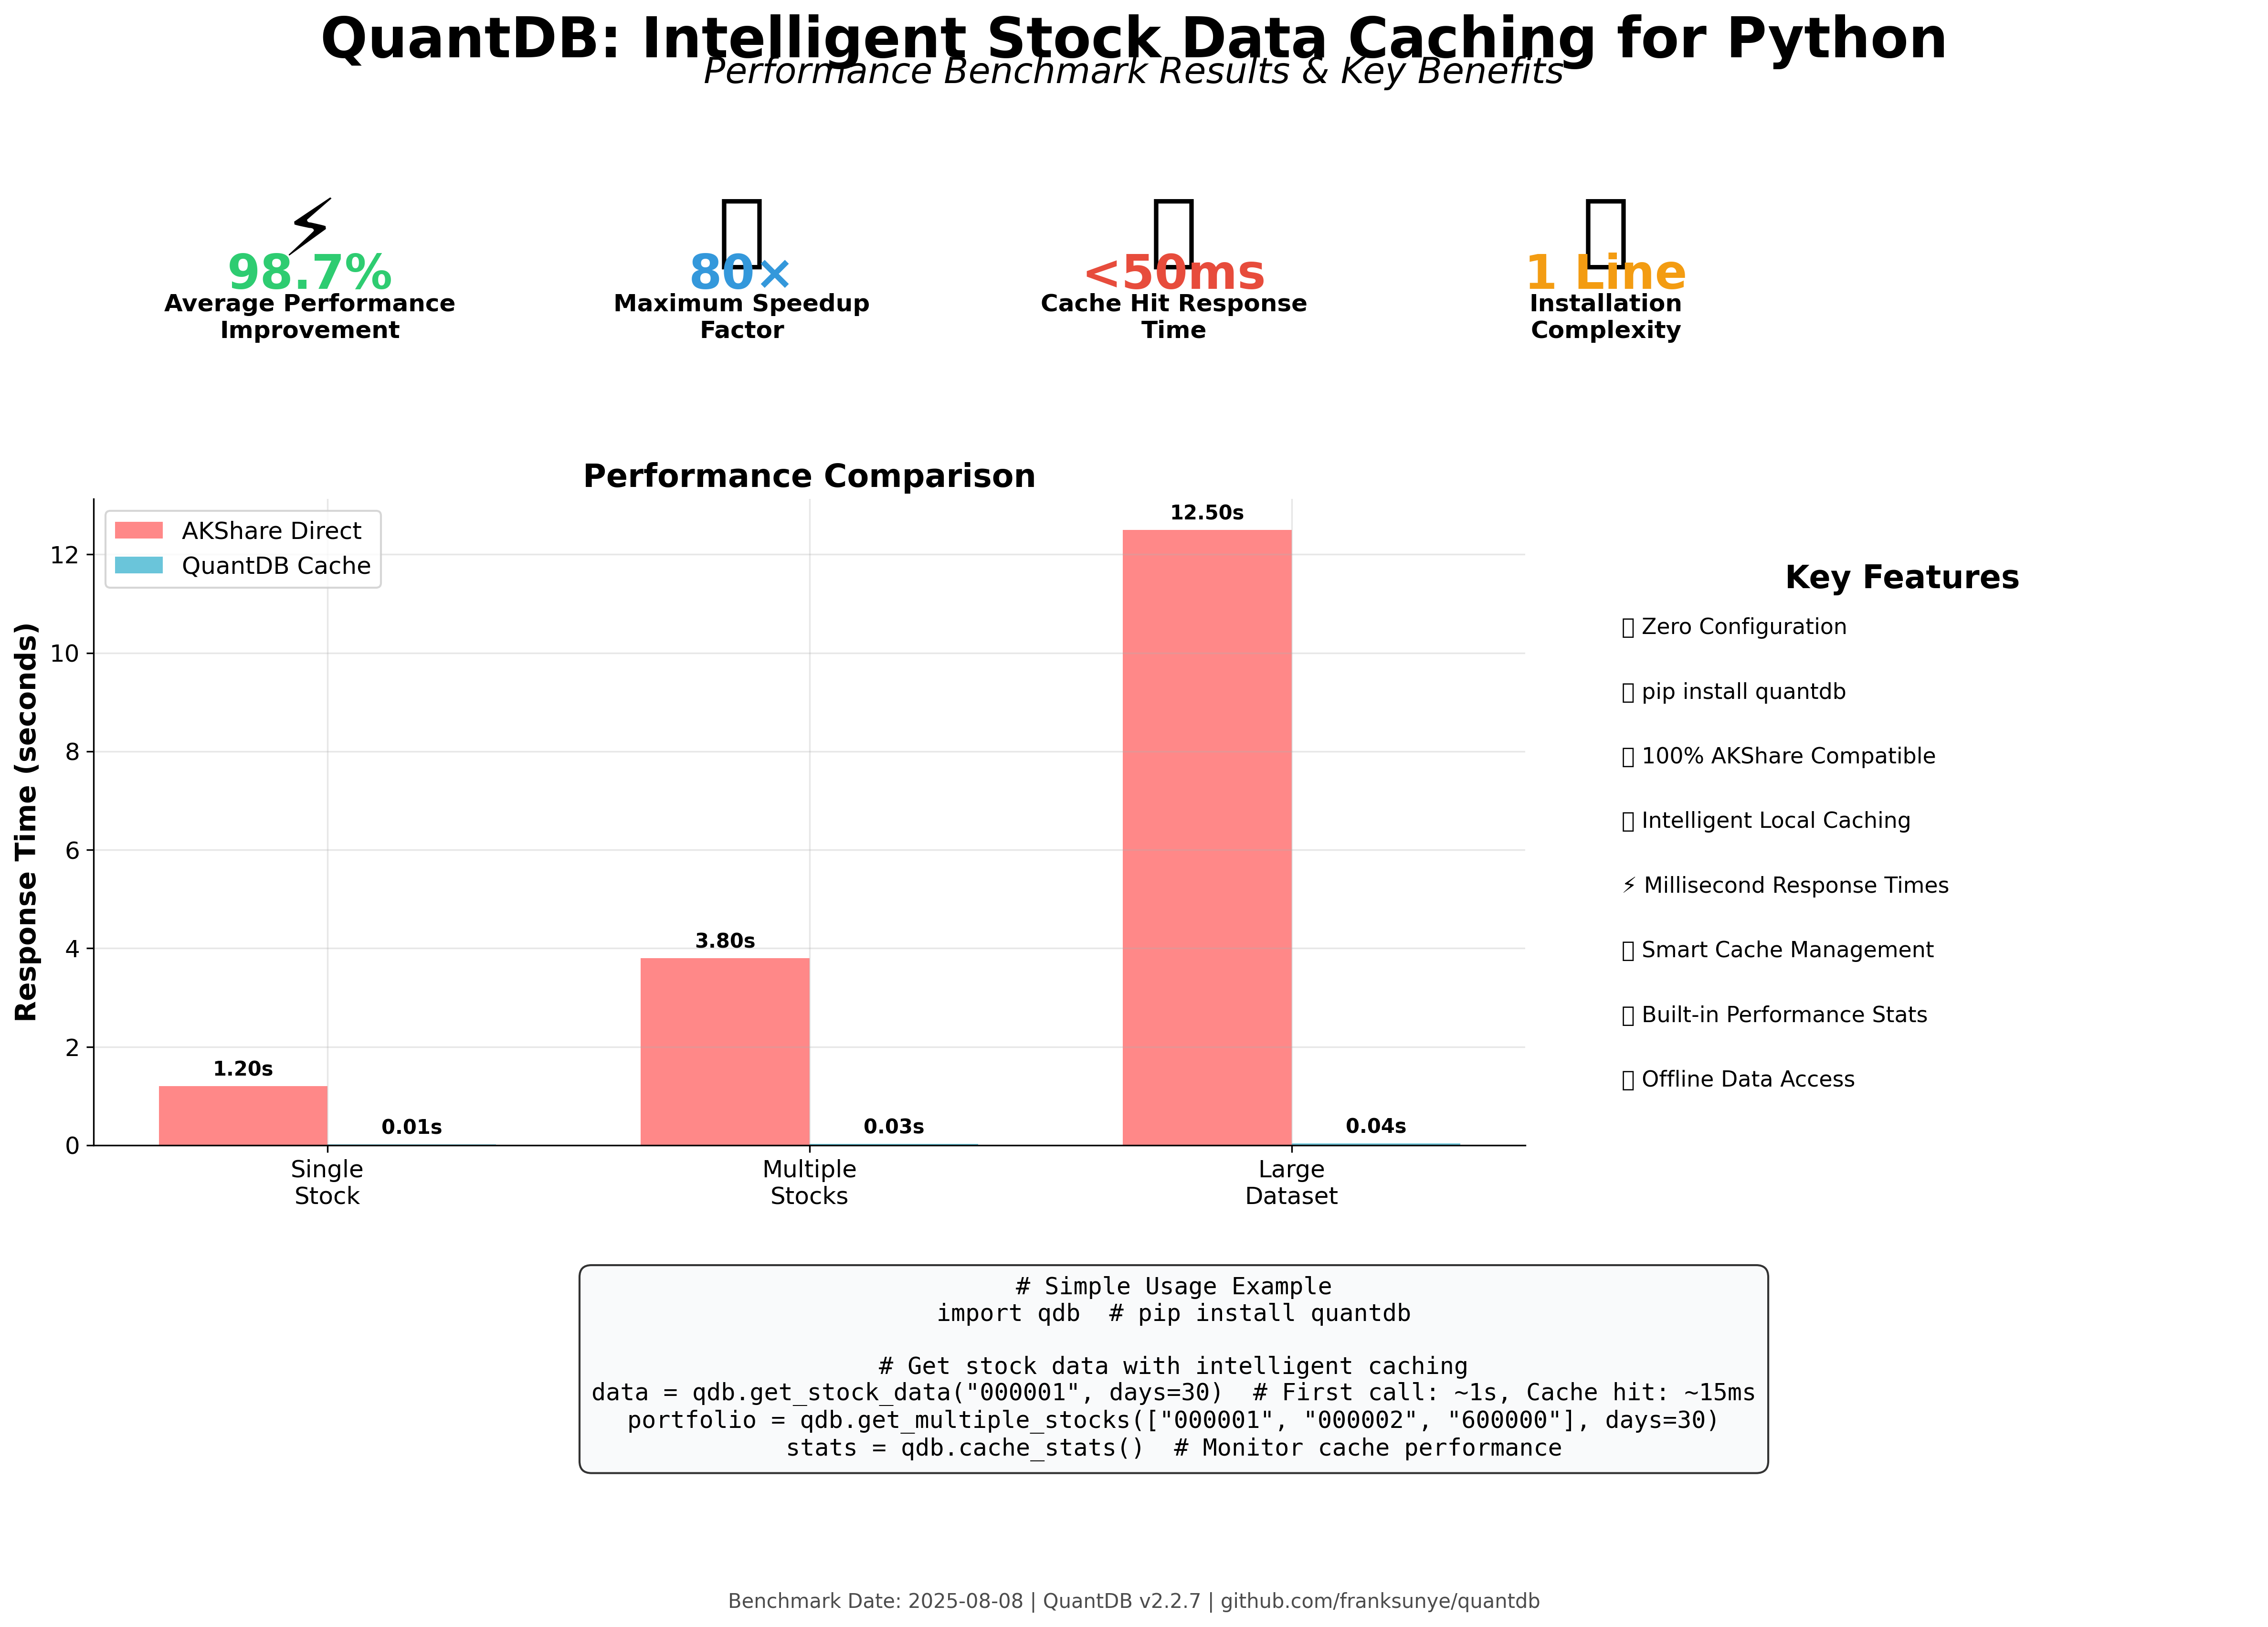 QuantDB: Intelligent Stock Data Caching for Python
Performance Benchmark Results & Key Benefits
⚡
98.7%
Average Performance
Improvement
80×
Maximum Speedup
Factor
<50ms
Cache Hit Response
Time
1 Line
Installation
Complexity
Performance Comparison
AKShare Direct
QuantDB Cache
Response Time (seconds)
12
10
8
6
4
2
0
1.20s
0.01s
3.80s
0.03s
12.50s
0.04s
Single
Stock
Multiple
Stocks
Large
Dataset
Key Features
Zero Configuration
pip install quantdb
100% AKShare Compatible
Intelligent Local Caching
⚡ Millisecond Response Times
Smart Cache Management
Built-in Performance Stats
Offline Data Access
# Simple Usage Example
import qdb  # pip install quantdb
# Get stock data with intelligent caching
data = qdb.get_stock_data("000001", days=30)  # First call: ~1s, Cache hit: ~15ms
portfolio = qdb.get_multiple_stocks(["000001", "000002", "600000"], days=30)
stats = qdb.cache_stats()  # Monitor cache performance
Benchmark Date: 2025-08-08 | QuantDB v2.2.7 | github.com/franksunye/quantdb